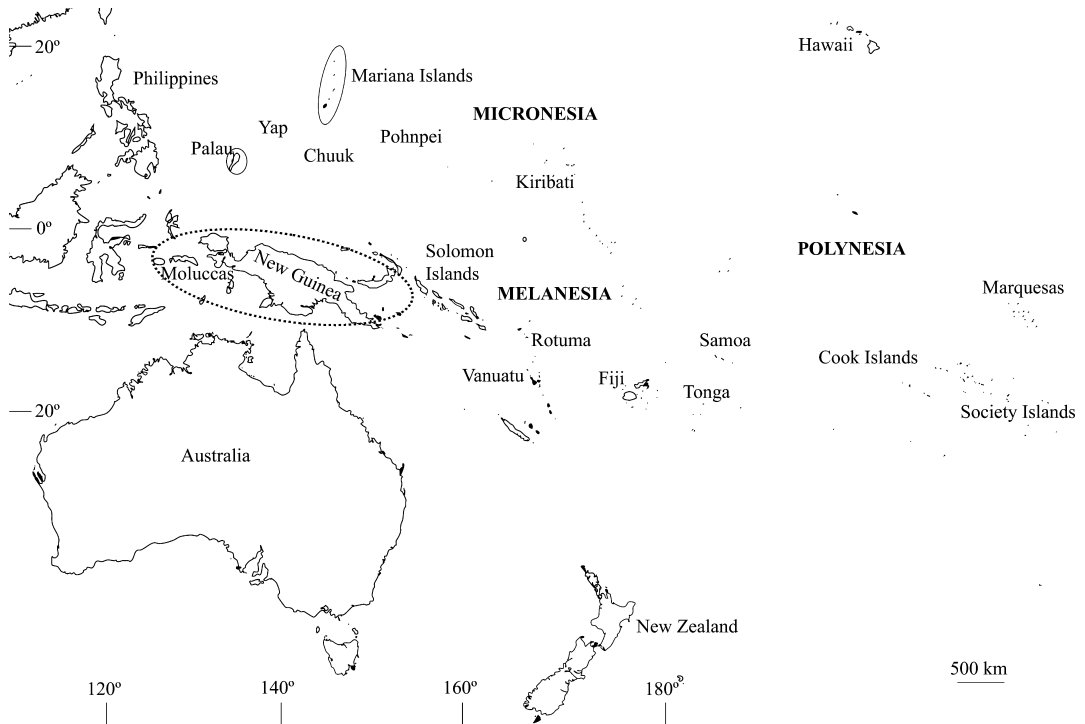 20º
Hawaii
Philippines
Mariana Islands
MICRONESIA
Yap
Pohnpei
Palau
Chuuk
Kiribati
0º
Solomon
Islands
POLYNESIA
Moluccas
New Guinea
MELANESIA
Marquesas
Rotuma
Samoa
Cook Islands
Vanuatu
Fiji
Tonga
20º
Society Islands
Australia
New Zealand
500 km
120º
140º
160º
180º